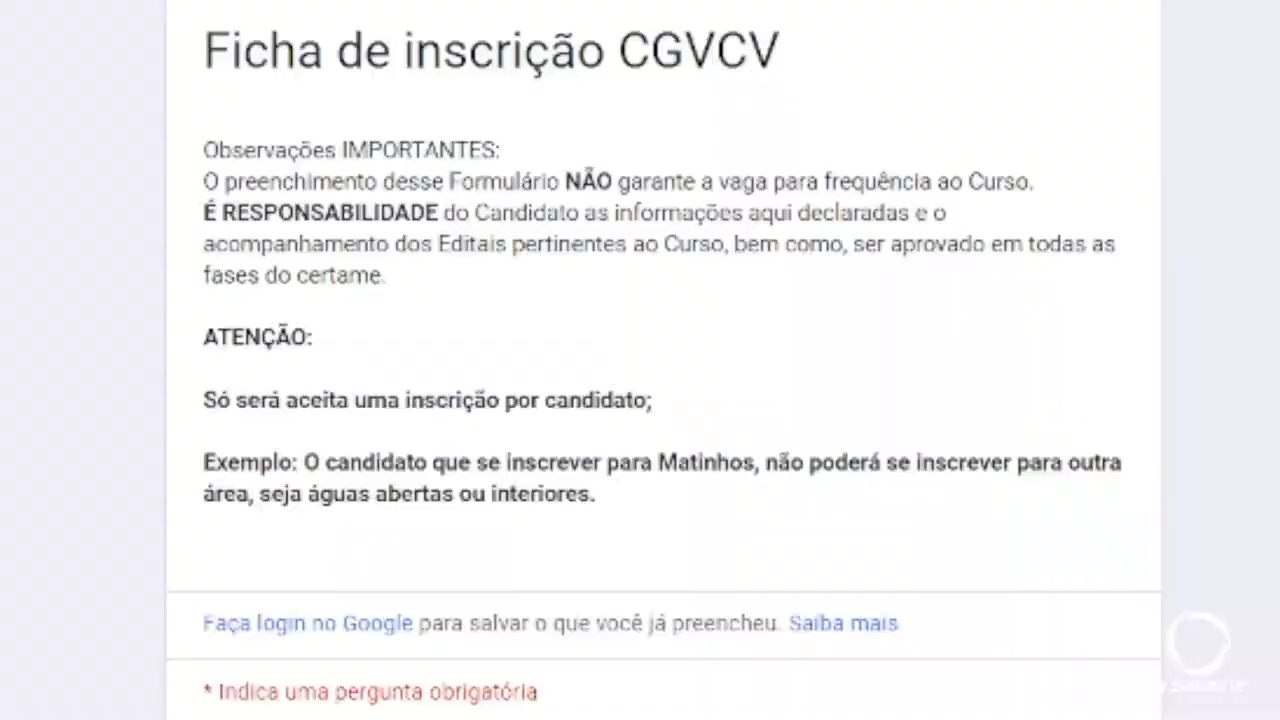 Ficha de inscrição CGVCV
Observações IMPORTANTES:
O preenchimento desse Formulário NÃO garante a vaga para frequência ao Curso.
É RESPONSABILIDADE do Candidato as informações aqui declaradas e o
acompanhamento dos Editais pertinentes ao Curso, bem como, ser aprovado em todas as
fases do certame.
ATENÇÃO:
Só será aceita uma inscrição por candidato;
Exemplo: O candidato que se inscrever para Matinhos, não poderá se inscrever para outra
área, seja águas abertas ou interiores.
Faça login no Google para salvar o que você já preencheu. Saiba mais
* Indica uma pergunta obrigatória